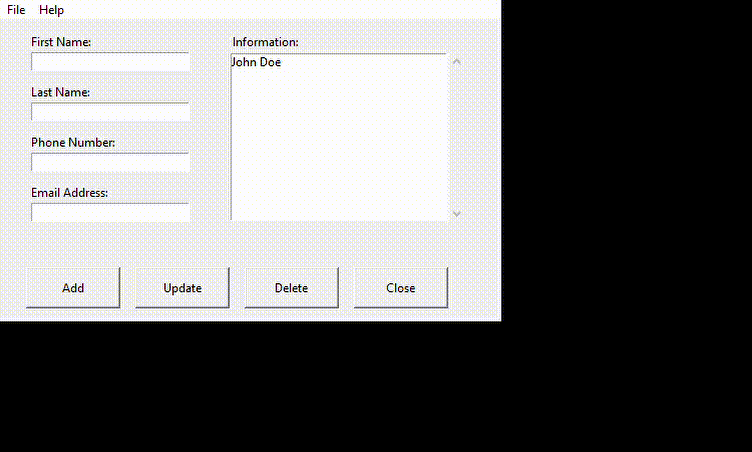 File Help
First Name:
Information:
John Doe
Last Name:
Phone Number:
Email Address:
Add Update Delete Close